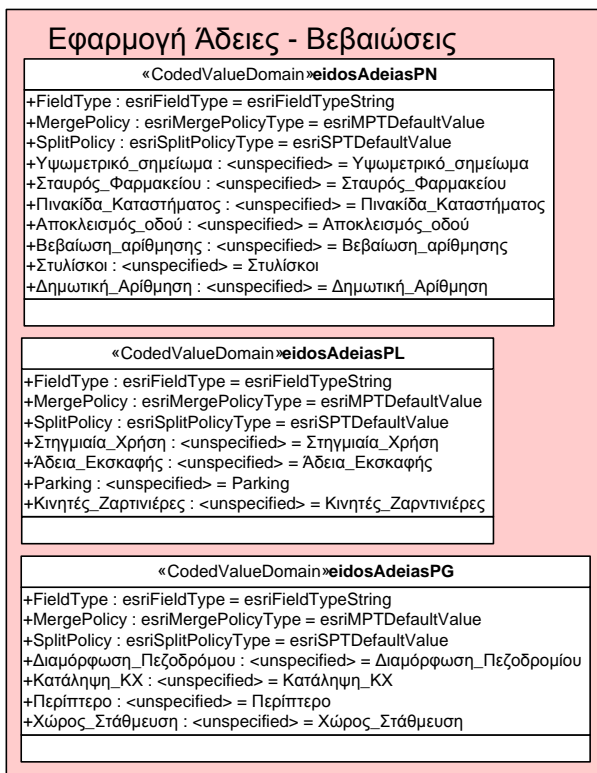 Εφαρμογή Άδειες - Βεβαιώσεις
«CodedValueDomain»eidosAdeiasPN
+FieldType : esriFieldType = esriFieldTypeString
+MergePolicy : esriMergePolicyType = esriMPTDefaultValue
+SplitPolicy : esriSplitPolicyType = esriSPTDefaultValue
+Υψωμετρικό_σημείωμα : <unspecified> = Υψωμετρικό_σημείωμα
+Σταυρός_Φαρμακείου : <unspecified> = Σταυρός_Φαρμακείου
+Πινακίδα_Καταστήματος : <unspecified> = Πινακίδα_Καταστήματος
+Αποκλεισμός_οδού : <unspecified> = Αποκλεισμός_οδού
+Βεβαίωση_αρίθμησης : <unspecified> = Βεβαίωση_αρίθμησης
+Στυλίσκοι : <unspecified> = Στυλίσκοι
+Δημωτική_Αρίθμηση : <unspecified> = Δημωτική_Αρίθμηση
«CodedValueDomain»eidosAdeiasPL
+FieldType : esriFieldType = esriFieldTypeString
+MergePolicy : esriMergePolicyType = esriMPTDefaultValue
+SplitPolicy : esriSplitPolicyType = esriSPTDefaultValue
+Στηγμιαία_Χρήση : <unspecified> = Στηγμιαία_Χρήση
+Άδεια_Εκσκαφής : <unspecified> = Άδεια_Εκσκαφής
+Parking : <unspecified> = Parking
+Κινητές_Ζαρτινιέρες : <unspecified> = Κινητές_Ζαρντινιέρες
«CodedValueDomain»eidosAdeiasPG
+FieldType : esriFieldType = esriFieldTypeString
+MergePolicy : esriMergePolicyType = esriMPTDefaultValue
+SplitPolicy : esriSplitPolicyType = esriSPTDefaultValue
+Διαμόρφωση_Πεζοδρόμου : <unspecified> = Διαμόρφωση_Πεζοδρομίου
+Κατάληψη_ΚΧ : <unspecified> = Κατάληψη_ΚΧ
+Περίπτερο : <unspecified> = Περίπτερο
+Χώρος_Στάθμευση : <unspecified> = Χώρος_Στάθμευση